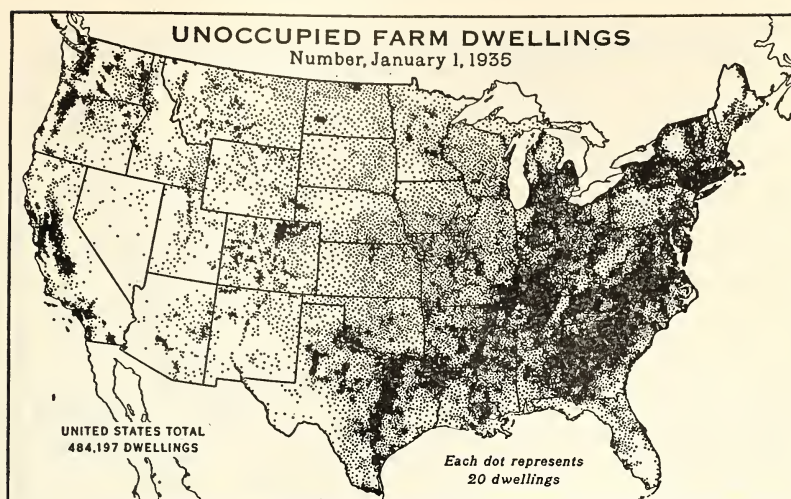 UNOCCUPIED FARM DWELLINGS
Number, January 1, 1935
UNITED STATES TOTAL
484,197 DWELLINGS
Each dot represents
20 dwellings